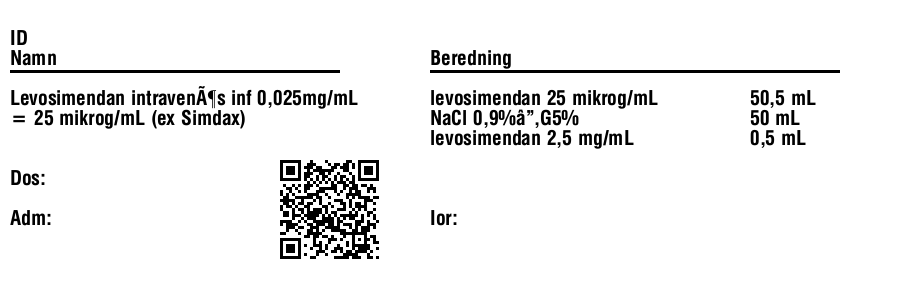 ID
Namn
Levosimendan intravenÃ¶s inf 0,025mg/mL
= 25 mikrog/mL (ex Simdax)
Dos:
Adm:
Beredning
levosimendan 25 mikrog/mL 50,5 mL
NaCl 0,9%â”‚G5% 50 mL
levosimendan 2,5 mg/mL 0,5 mL
Ior: